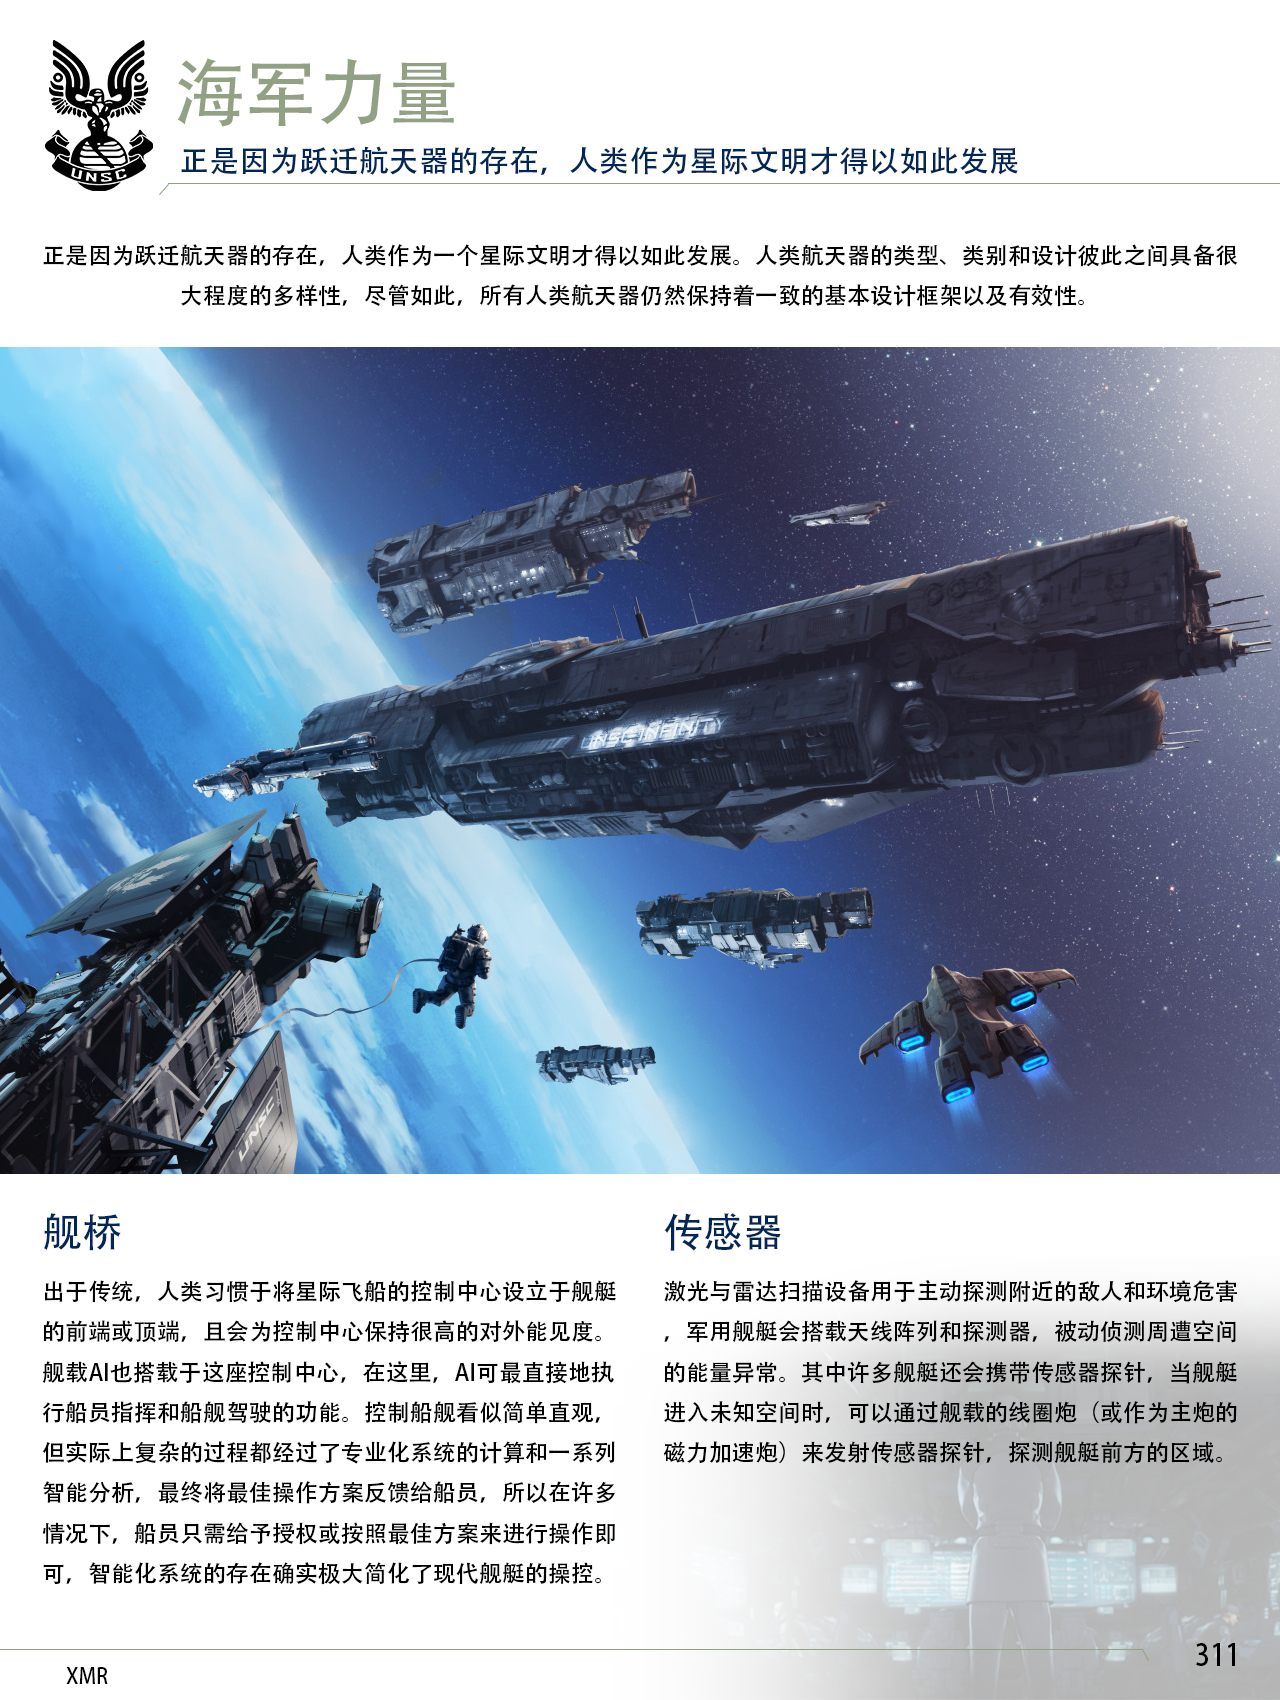 海军力量
UNSC
正是因为跃迁航天器的存在，人类作为星际文明才得以如此发展
正是因为跃迁航天器的存在，人类作为一个星际文明才得以如此发展。人类航天器的类型、类别和设计彼此之间具备很
大程度的多样性，尽管如此，所有人类航天器仍然保持着一致的基本设计框架以及有效性。
UNSC INFINITY
UNSC
舰桥
出于传统，人类习惯于将星际飞船的控制中心设立于舰艇
的前端或顶端，且会为控制中心保持很高的对外能见度。
舰载AI也搭载于这座控制中心，在这里，AI可最直接地执
行船员指挥和船舰驾驶的功能。控制船舰看似简单直观，
但实际上复杂的过程都经过了专业化系统的计算和一系列
智能分析，最终将最佳操作方案反馈给船员，所以在许多
情况下，船员只需给予授权或按照最佳方案来进行操作即
可，智能化系统的存在确实极大简化了现代舰艇的操控。
传感器
激光与雷达扫描设备用于主动探测附近的敌人和环境危害
，军用舰艇会搭载天线阵列和探测器，被动侦测周遭空间
的能量异常。其中许多舰艇还会携带传感器探针，当舰艇
进入未知空间时，可以通过舰载的线圈炮（或作为主炮的
磁力加速炮）来发射传感器探针，探测舰艇前方的区域。
XMR
311